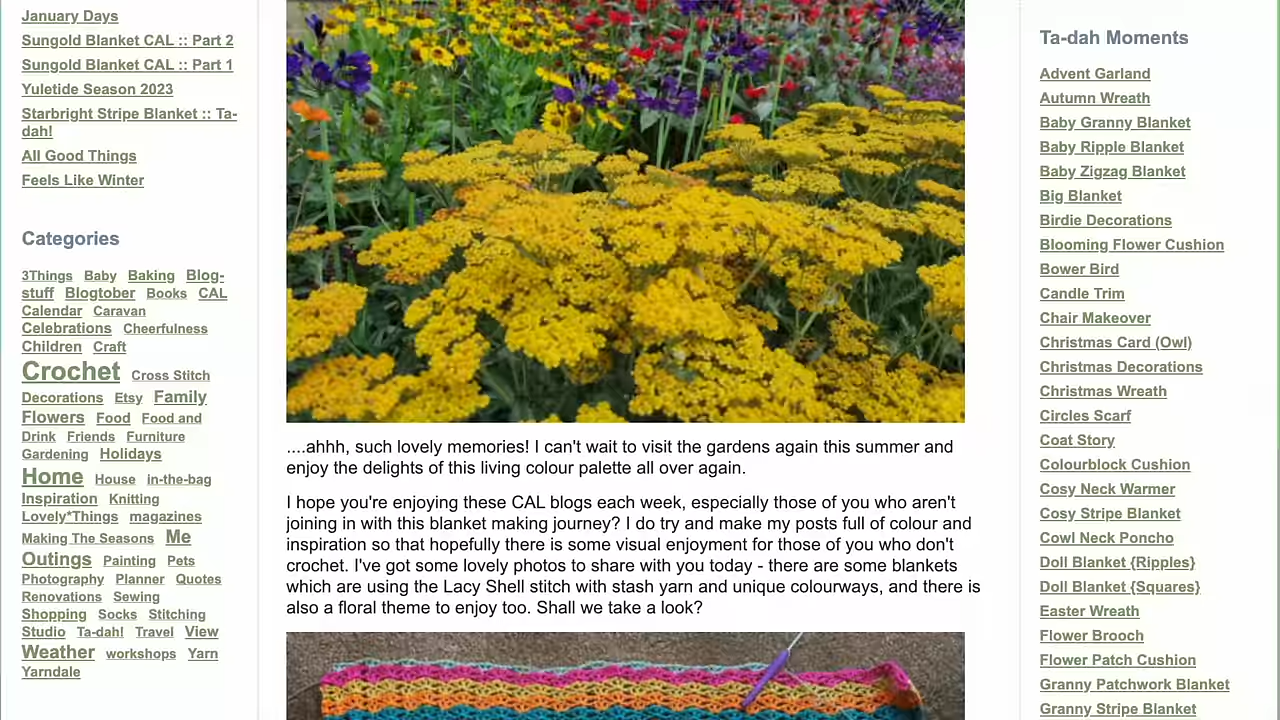 January Days
Sungold Blanket CAL :: Part 2
Sungold Blanket CAL :: Part 1
Yuletide Season 2023
Starbright Stripe Blanket :: Ta-
dah!
All Good Things
Feels Like Winter
Categories
3Things Baby Baking Blog-
stuff Blogtober Books CAL
Calendar Caravan
Celebrations Cheerfulness
Children Craft
Crochet Cross Stitch
Decorations Etsy Family
Flowers Food Food and
Drink Friends Furniture
Gardening Holidays
Home House in-the-bag
Inspiration Knitting
Lovely*Things magazines
Making The Seasons Me
Outings Painting Pets
Photography Planner Quotes
Renovations Sewing
Shopping Socks Stitching
Studio Ta-dah! Travel View
Weather workshops Yarn
Yarndale
....ahhh, such lovely memories! I can't wait to visit the gardens again this summer and
enjoy the delights of this living colour palette all over again.
I hope you're enjoying these CAL blogs each week, especially those of you who aren't
joining in with this blanket making journey? I do try and make my posts full of colour and
inspiration so that hopefully there is some visual enjoyment for those of you who don't
crochet. I've got some lovely photos to share with you today - there are some blankets
which are using the Lacy Shell stitch with stash yarn and unique colourways, and there is
also a floral theme to enjoy too. Shall we take a look?
Ta-dah Moments
Advent Garland
Autumn Wreath
Baby Granny Blanket
Baby Ripple Blanket
Baby Zigzag Blanket
Big Blanket
Birdie Decorations
Blooming Flower Cushion
Bower Bird
Candle Trim
Chair Makeover
Christmas Card (Owl)
Christmas Decorations
Christmas Wreath
Circles Scarf
Coat Story
Colourblock Cushion
Cosy Neck Warmer
Cosy Stripe Blanket
Cowl Neck Poncho
Doll Blanket {Ripples}
Doll Blanket {Squares}
Easter Wreath
Flower Brooch
Flower Patch Cushion
Granny Patchwork Blanket
Granny Stripe Blanket